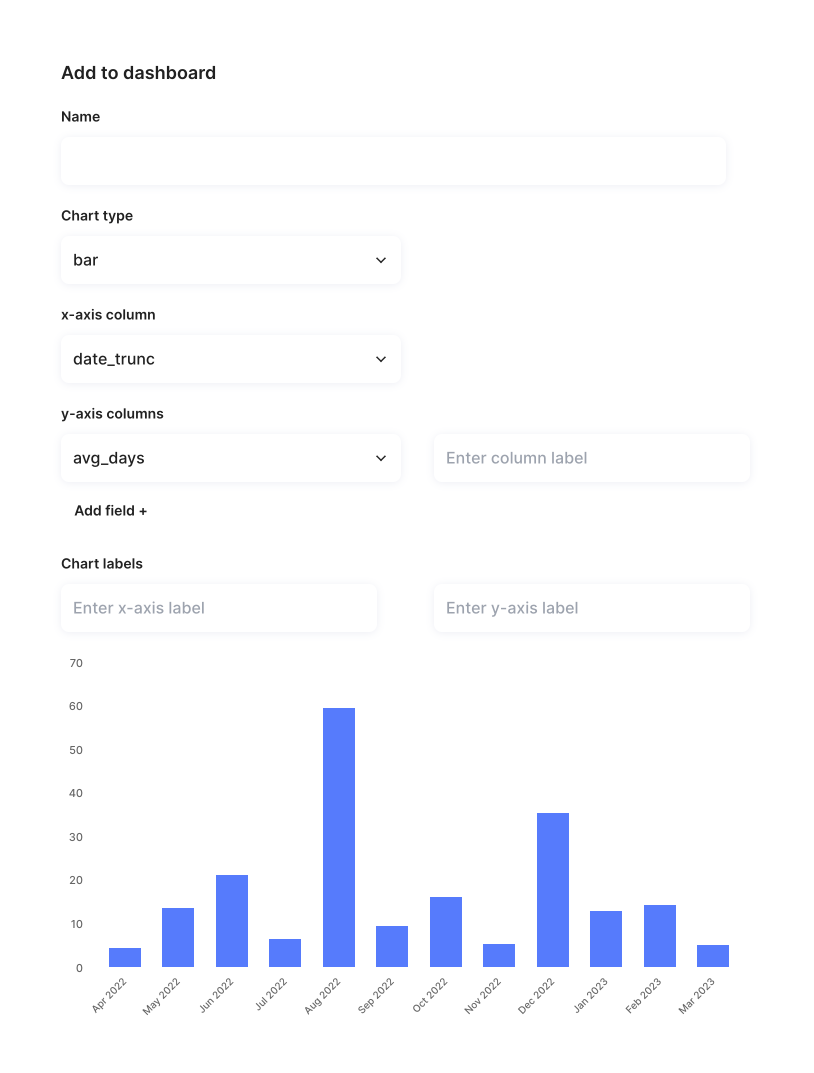 Add to dashboard
Name
Chart type
bar
x-axis column
date_trunc
y-axis columns
avg_days
Enter column label
Add field +
Chart labels
Enter x-axis label
Enter y-axis label
70
60
50
40
30
20
10
0
Apr 2022
May 2022
Jun 2022
Jul 2022
Aug 2022
Sep 2022
Oct 2022
Nov 2022
Dec 2022
Jan 2023
Feb 2023
Mar 2023